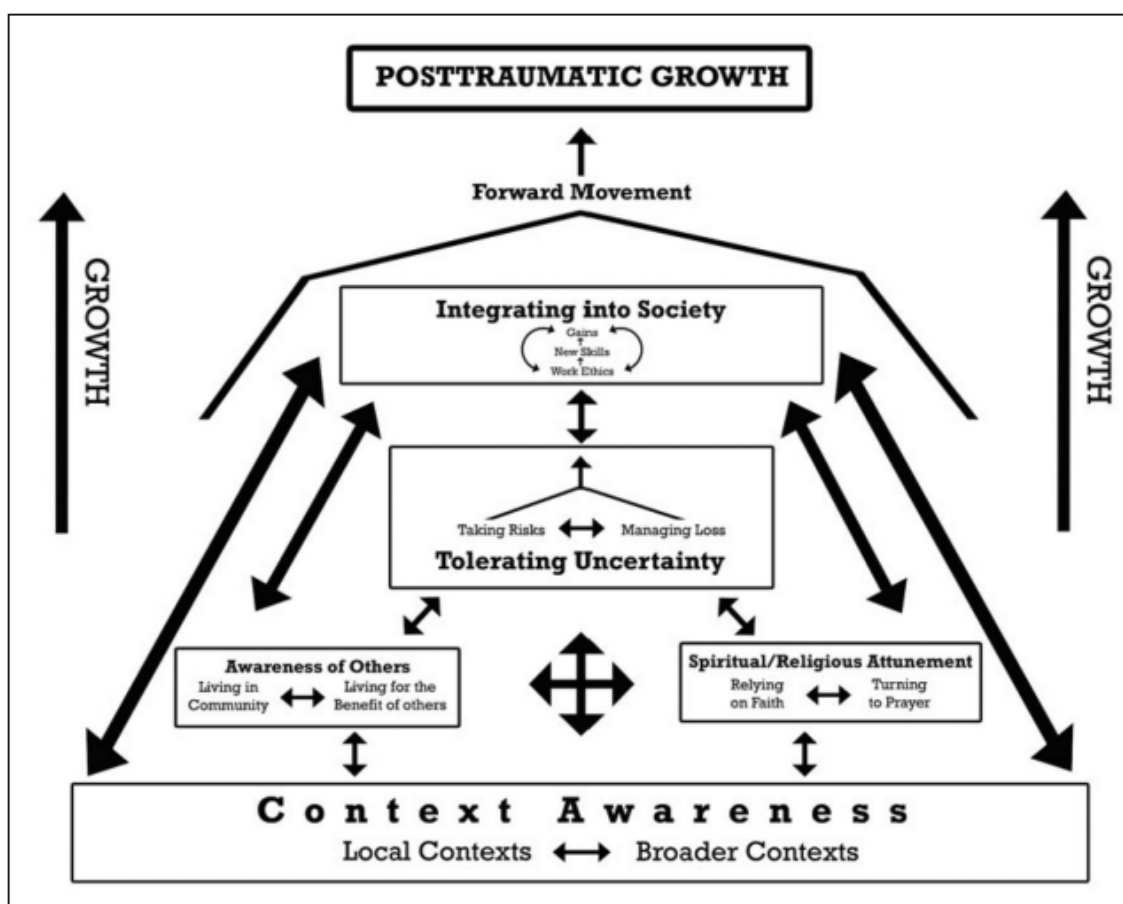 POSTTRAUMATIC GROWTH
Forward Movement
GROWTH
GROWTH
Integrating into Society
Gains
New Skills
Work Ethics
Taking Risks
Managing Loss
Tolerating Uncertainty
Awareness of Others
Living in
Community
Living for the
Benefit of others
Spiritual/Religious Attunement
Relying
on Faith
Turning
to Prayer
Context Awareness
Local Contexts
Broader Contexts